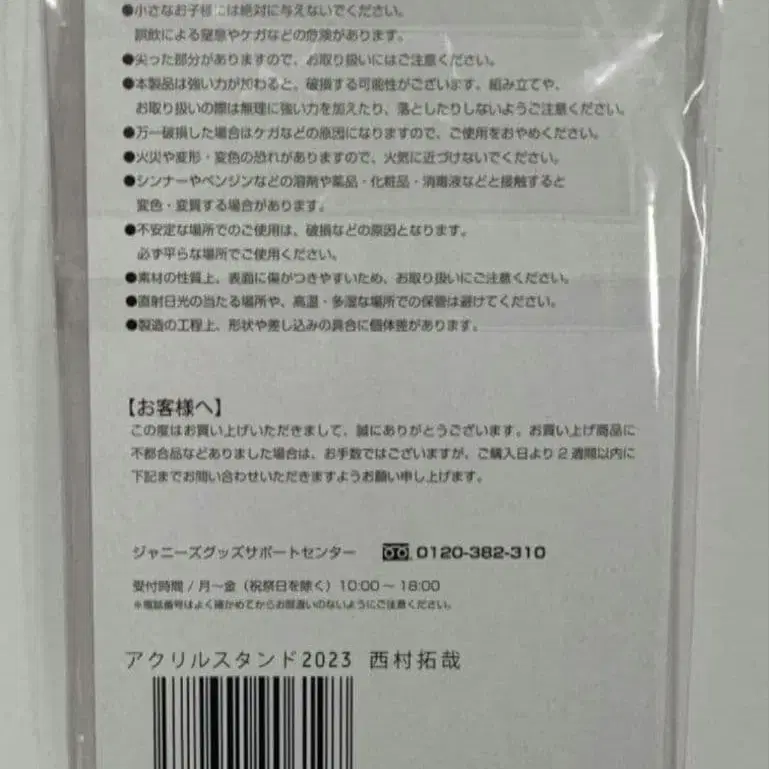 ●小さなお子様には絶対に与えないでください。
誤飲による窒息やケガなどの危険があります。
●尖った部分がありますので、お取り扱いにはご注意ください。
●本製品は強い力が加わると、破損する可能性がございます。組み立てや、
お取り扱いの際は無理に強い力を加えたり、落としたりしないようご注意ください。
●万一破損した場合はケガなどの原因になりますので、ご使用をおやめください。
●火災や変形・変色の恐れがありますので、火気に近づけないでください。
●シンナーやベンジンなどの溶剤や薬品・化粧品・消毒液などと接触すると
変色・変質する場合があります。
●不安定な場所でのご使用は、破損などの原因となります。
必ず平らな場所でご使用ください。
●素材の性質上、表面に傷がつきやすいため、お取り扱いにご注意ください。
●直射日光の当たる場所や、高温・多湿な場所での保管は避けてください。
●製造の工程上、形状や差し込みの具合に個体差があります。
【お客様へ】
この度はお買い上げいただきまして、誠にありがとうございます。お買い上げ商品に
不都合品などありました場合は、お手数ではございますが、ご購入日より2週間以内に
下記までお問い合わせいただきますようお願い申し上げます。
ジャニーズグッズサポートセンター 0120-382-310
受付時間/月〜金（祝祭日を除く）10:00〜18:00
※電話番号はよく確かめてからお間違いのないようにご注意ください。
アクリルスタンド2023 西村拓哉